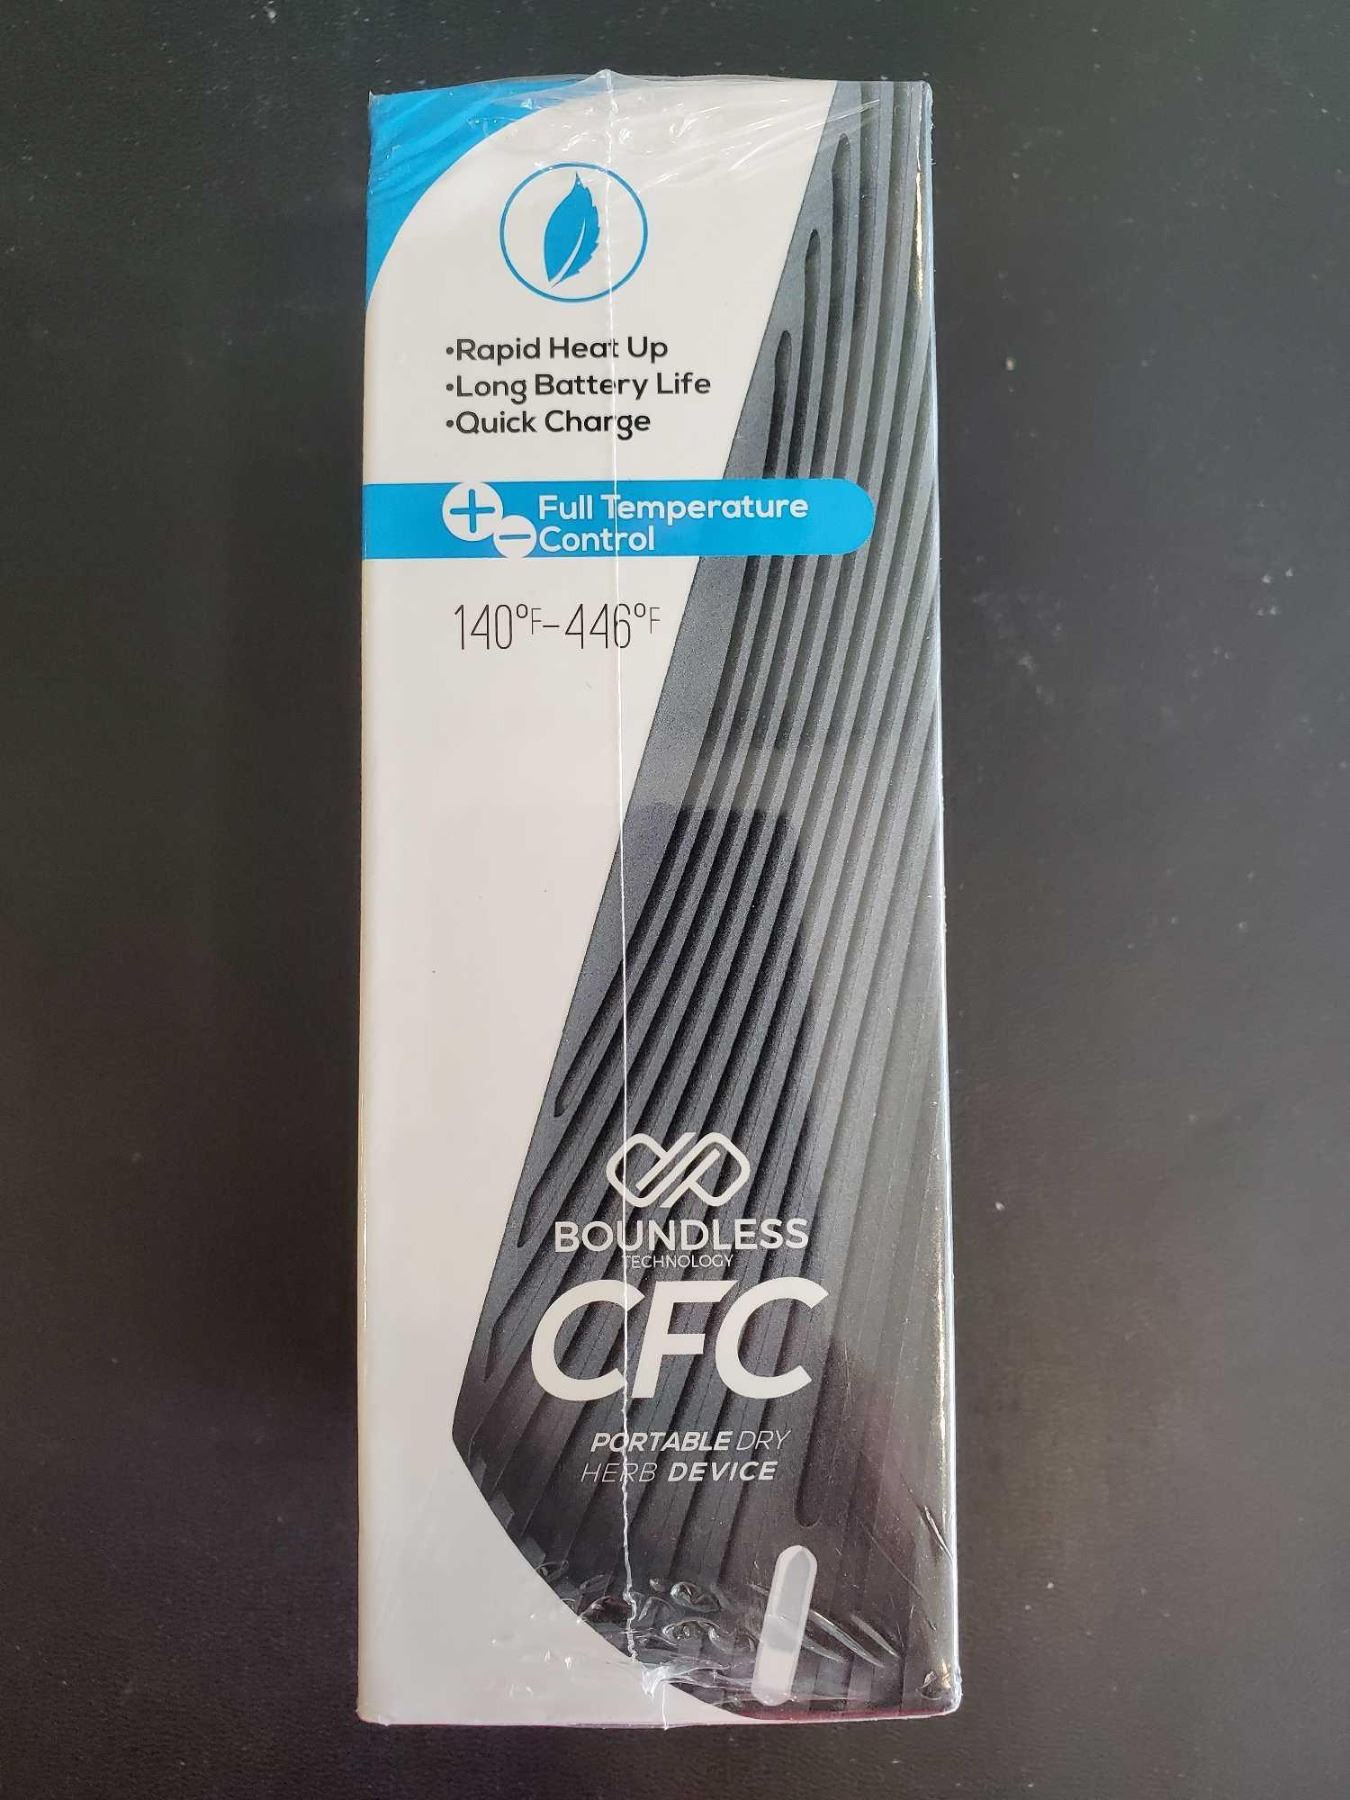 •Rapid Heat Up
•Long Battery Life
•Quick Charge
Full Temperature
Control
140°F-446°F
BOUNDLESS
TECHNOLOGY
CFC
PORTABLE DRY
HERB DEVICE